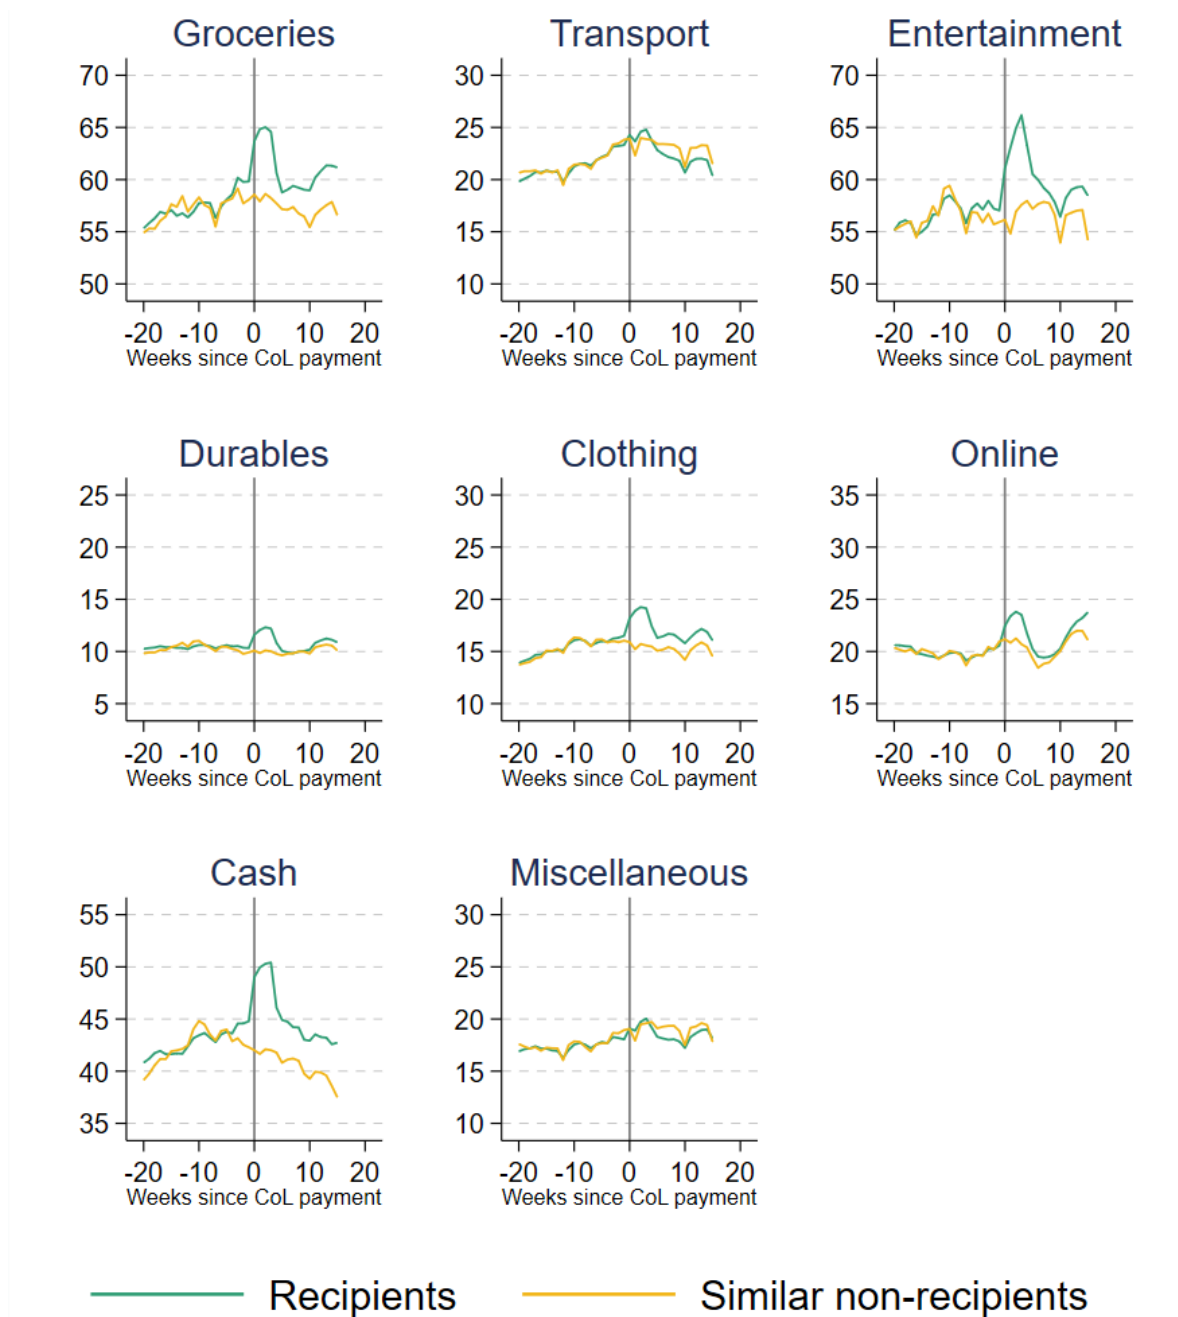 Groceries
70
65
60
55
50
-20 -10 0 10 20
Weeks since CoL payment
Transport
30
25
20
15
10
-20 -10 0 10 20
Weeks since CoL payment
Entertainment
70
65
60
55
50
-20 -10 0 10 20
Weeks since CoL payment
Durables
25
20
15
10
5
-20 -10 0 10 20
Weeks since CoL payment
Clothing
30
25
20
15
10
-20 -10 0 10 20
Weeks since CoL payment
Online
35
30
25
20
15
-20 -10 0 10 20
Weeks since CoL payment
Cash
55
50
45
40
35
-20 -10 0 10 20
Weeks since CoL payment
Miscellaneous
30
25
20
15
10
-20 -10 0 10 20
Weeks since CoL payment
Recipients
Similar non-recipients